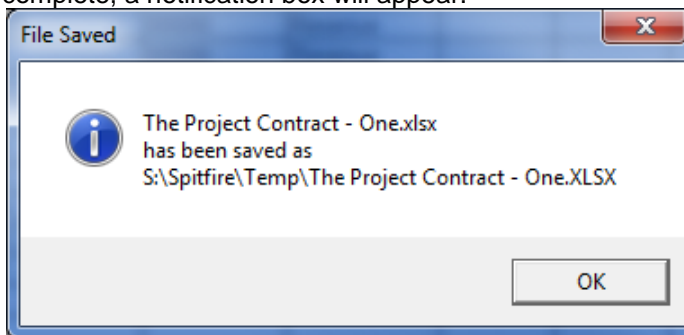 complete, a notification box will appear.
File Saved
The Project Contract - One.xlsx
has been saved as
S:\Spitfire\Temp\The Project Contract - One.XLSX
OK